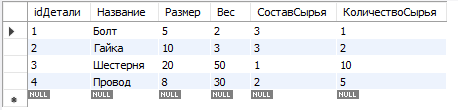 idДетали Название Размер Вес СоставСырья КоличествоСырья
1 Болт 5 2 3 1
2 Гайка 10 3 3 2
3 Шестерня 20 50 1 10
4 Провод 8 30 2 5
NULL NULL NULL NULL NULL NULL